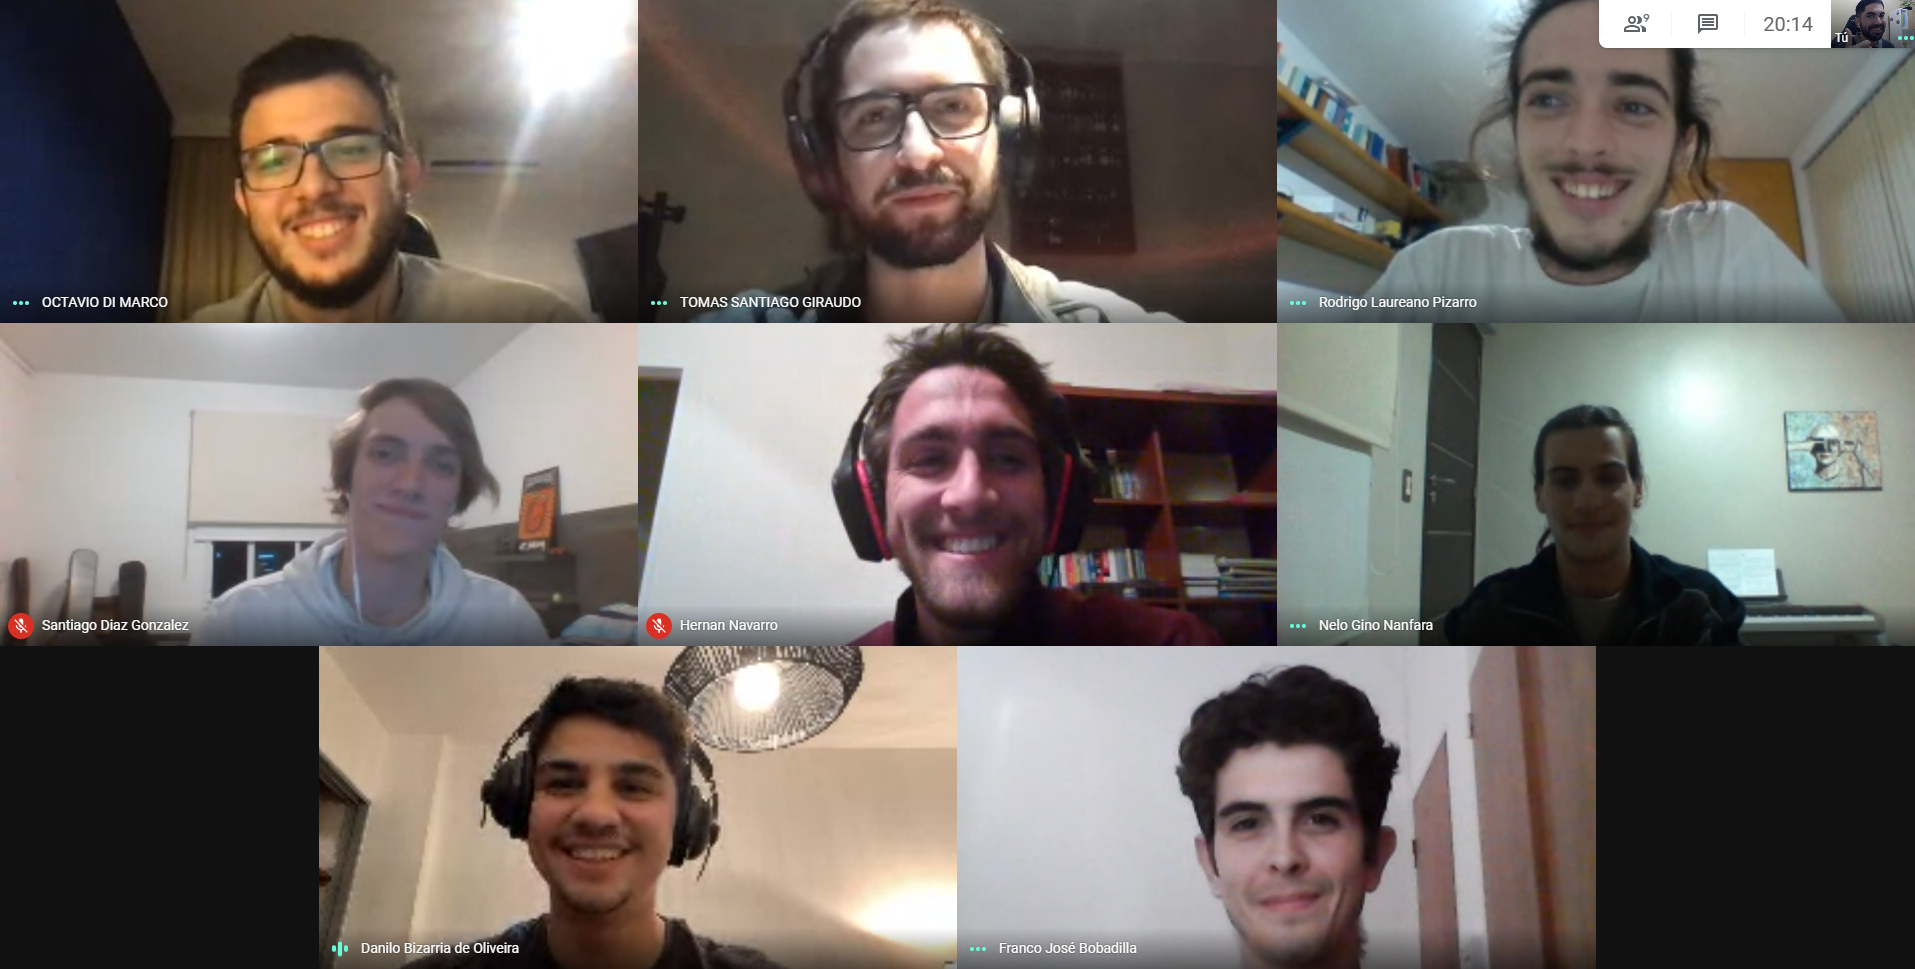 9
20:14
Tú
OCTAVIO DI MARCO
TOMAS SANTIAGO GIRAUDO
Rodrigo Laureano Pizarro
Santiago Diaz Gonzalez
Hernan Navarro
Nelo Gino Nanfara
Danilo Bizarria de Oliveira
Franco José Bobadilla